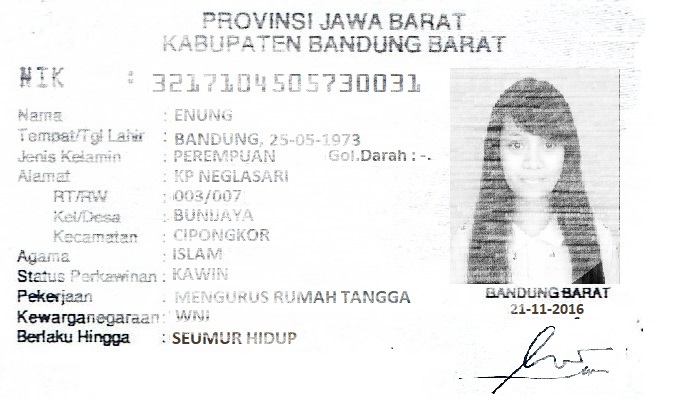 PROVINSI JAWA BARAT
KABUPATEN BANDUNG BARAT
NIK : 3217104505730031
Nama : ENUNG
Tempat/Tgl Lahir : BANDUNG, 25-05-1973
Jenis Kelamin : PEREMPUAN Gol.Darah : -.
Alamat : KP NEGLASARI
RT/RW : 003/007
Kel/Desa : BUNIJAYA
Kecamatan : CIPONGKOR
Agama : ISLAM
Status Perkawinan : KAWIN
Pekerjaan : MENGURUS RUMAH TANGGA
Kewarganegaraan : WNI
Berlaku Hingga : SEUMUR HIDUP
BANDUNG BARAT
21-11-2016